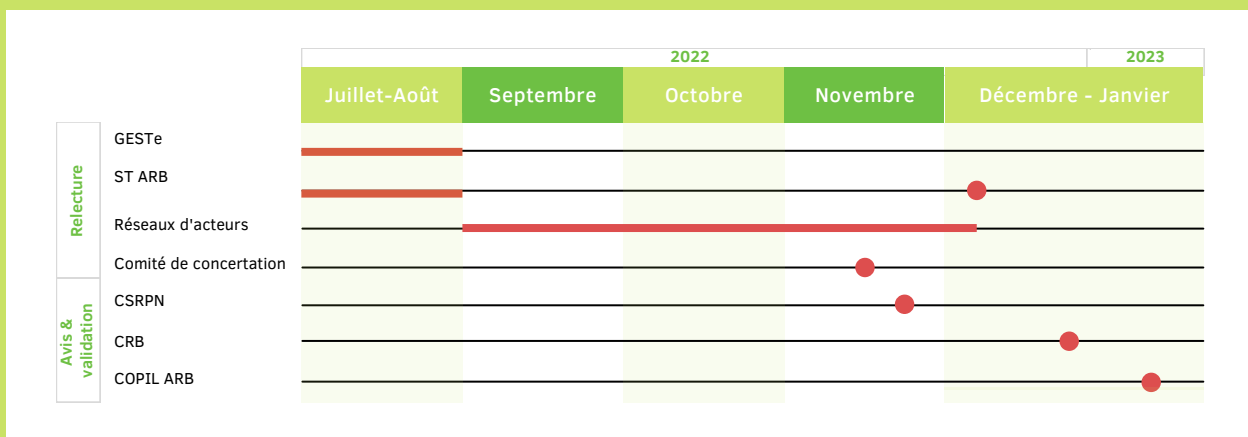 2022
2023
Juillet-Août
Septembre
Octobre
Novembre
Décembre - Janvier
Relecture
GESTe
ST ARB
Réseaux d'acteurs
Comité de concertation
Avis &
validation
CSRPN
CRB
COPIL ARB